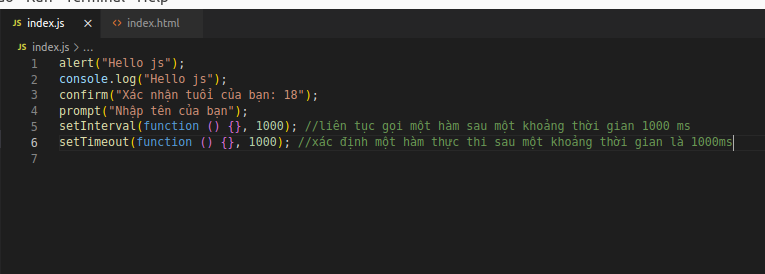 Run Terminal Help
JS index.js × <> index.html
JS index.js > ...
1 alert("Hello js");
2 console.log("Hello js");
3 confirm("Xác nhận tuổi của bạn: 18");
4 prompt("Nhập tên của bạn");
5 setInterval(function () {}, 1000); //liên tục gọi một hàm sau một khoảng thời gian 1000 ms
6 setTimeout(function () {}, 1000); //xác định một hàm thực thi sau một khoảng thời gian là 1000ms
7